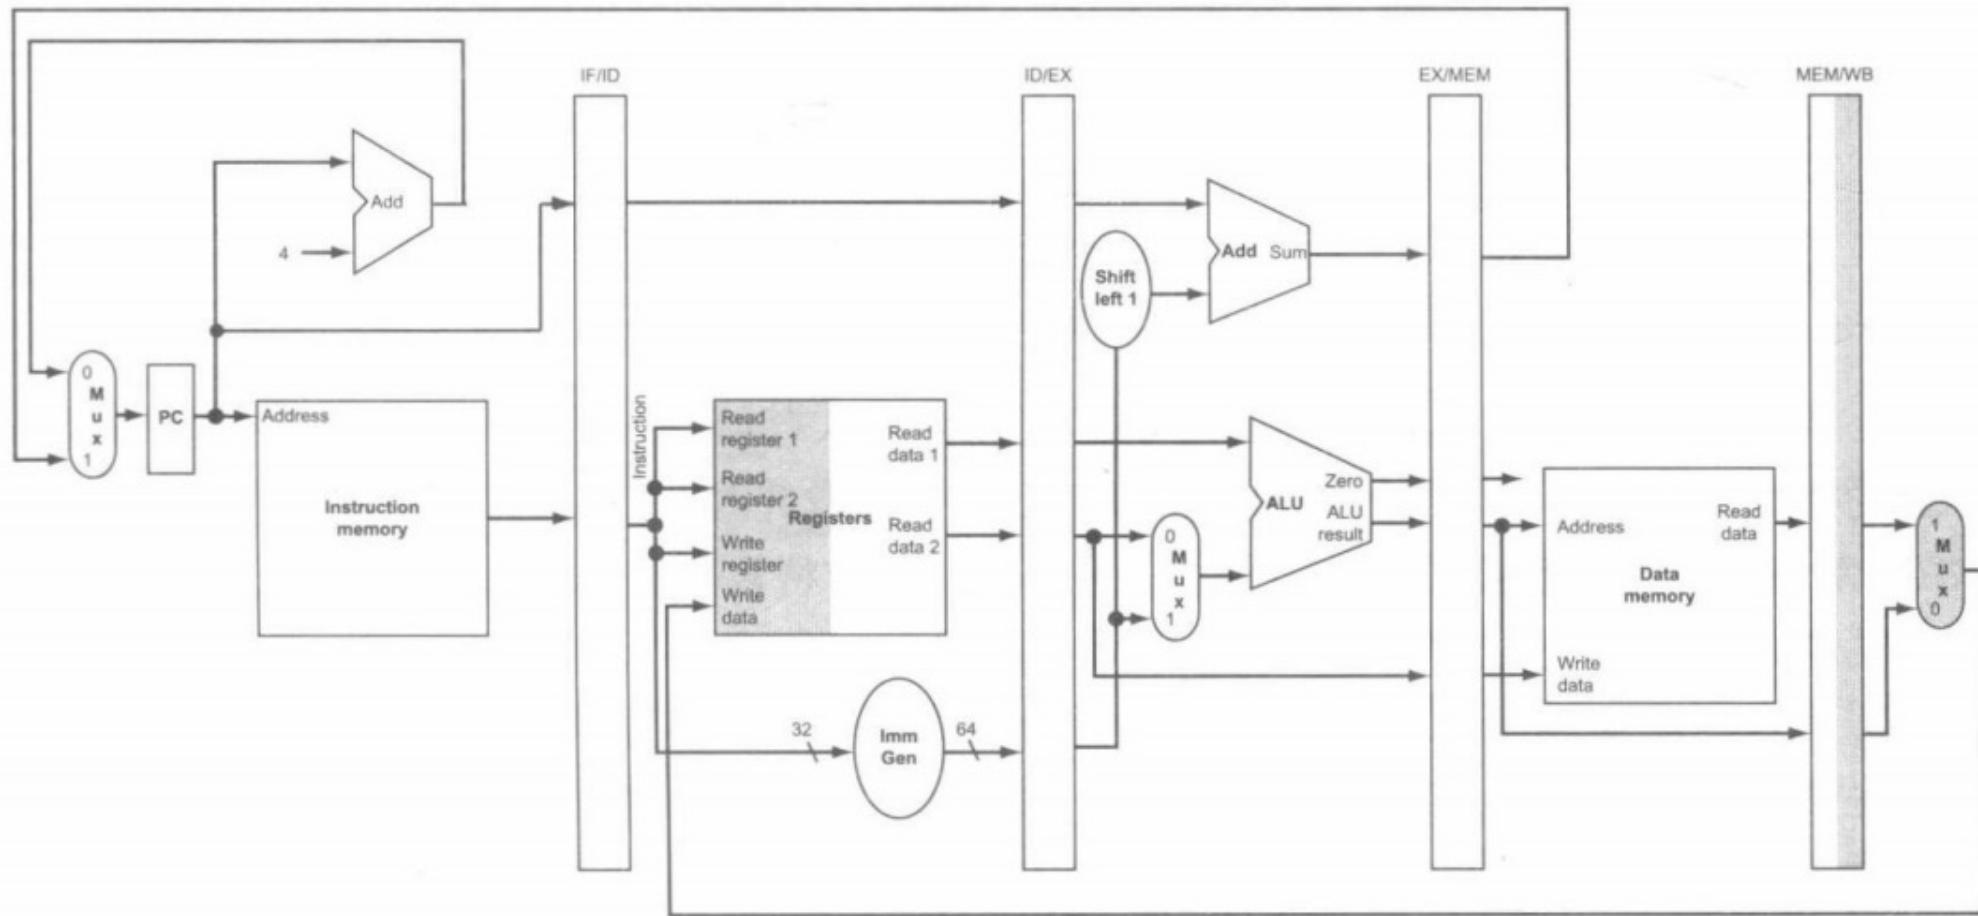 IF/ID
ID/EX
EX/MEM
MEM/WB
Add
4
Add Sum
Shift
left 1
0
M
u
x
1
PC
Address
Instruction
memory
Instruction
Read
register 1
Read
register 2
Registers
Write
register
Write
data
Read
data 1
Read
data 2
32
Imm
Gen
64
0
M
u
x
1
Zero
ALU
ALU
result
Address
Read
data
Data
memory
Write
data
1
M
u
x
0